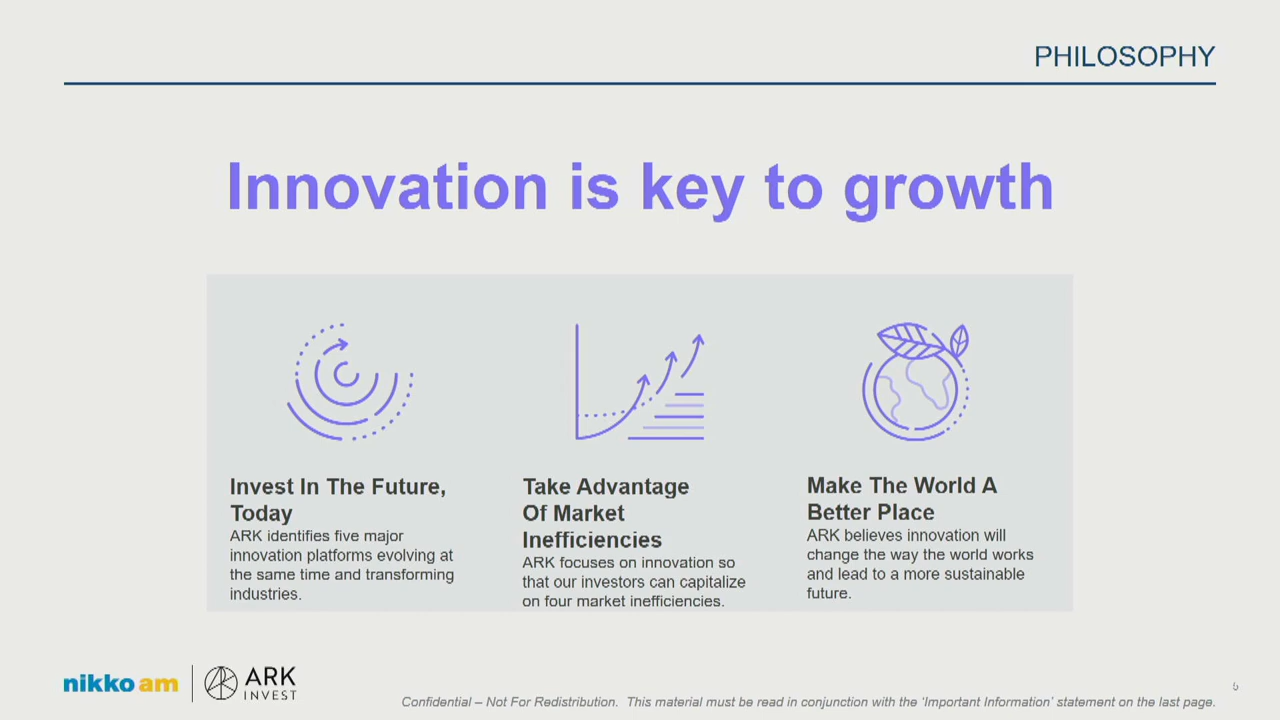 PHILOSOPHY
Innovation is key to growth
Invest In The Future,
Today
ARK identifies five major
innovation platforms evolving at
the same time and transforming
industries.
Take Advantage
Of Market
Inefficiencies
ARK focuses on innovation so
that our investors can capitalize
on four market inefficiencies.
Make The World A
Better Place
ARK believes innovation will
change the way the world works
and lead to a more sustainable
future.
nikko am
ARK
INVEST
Confidential – Not For Redistribution. This material must be read in conjunction with the ‘Important Information’ statement on the last page.